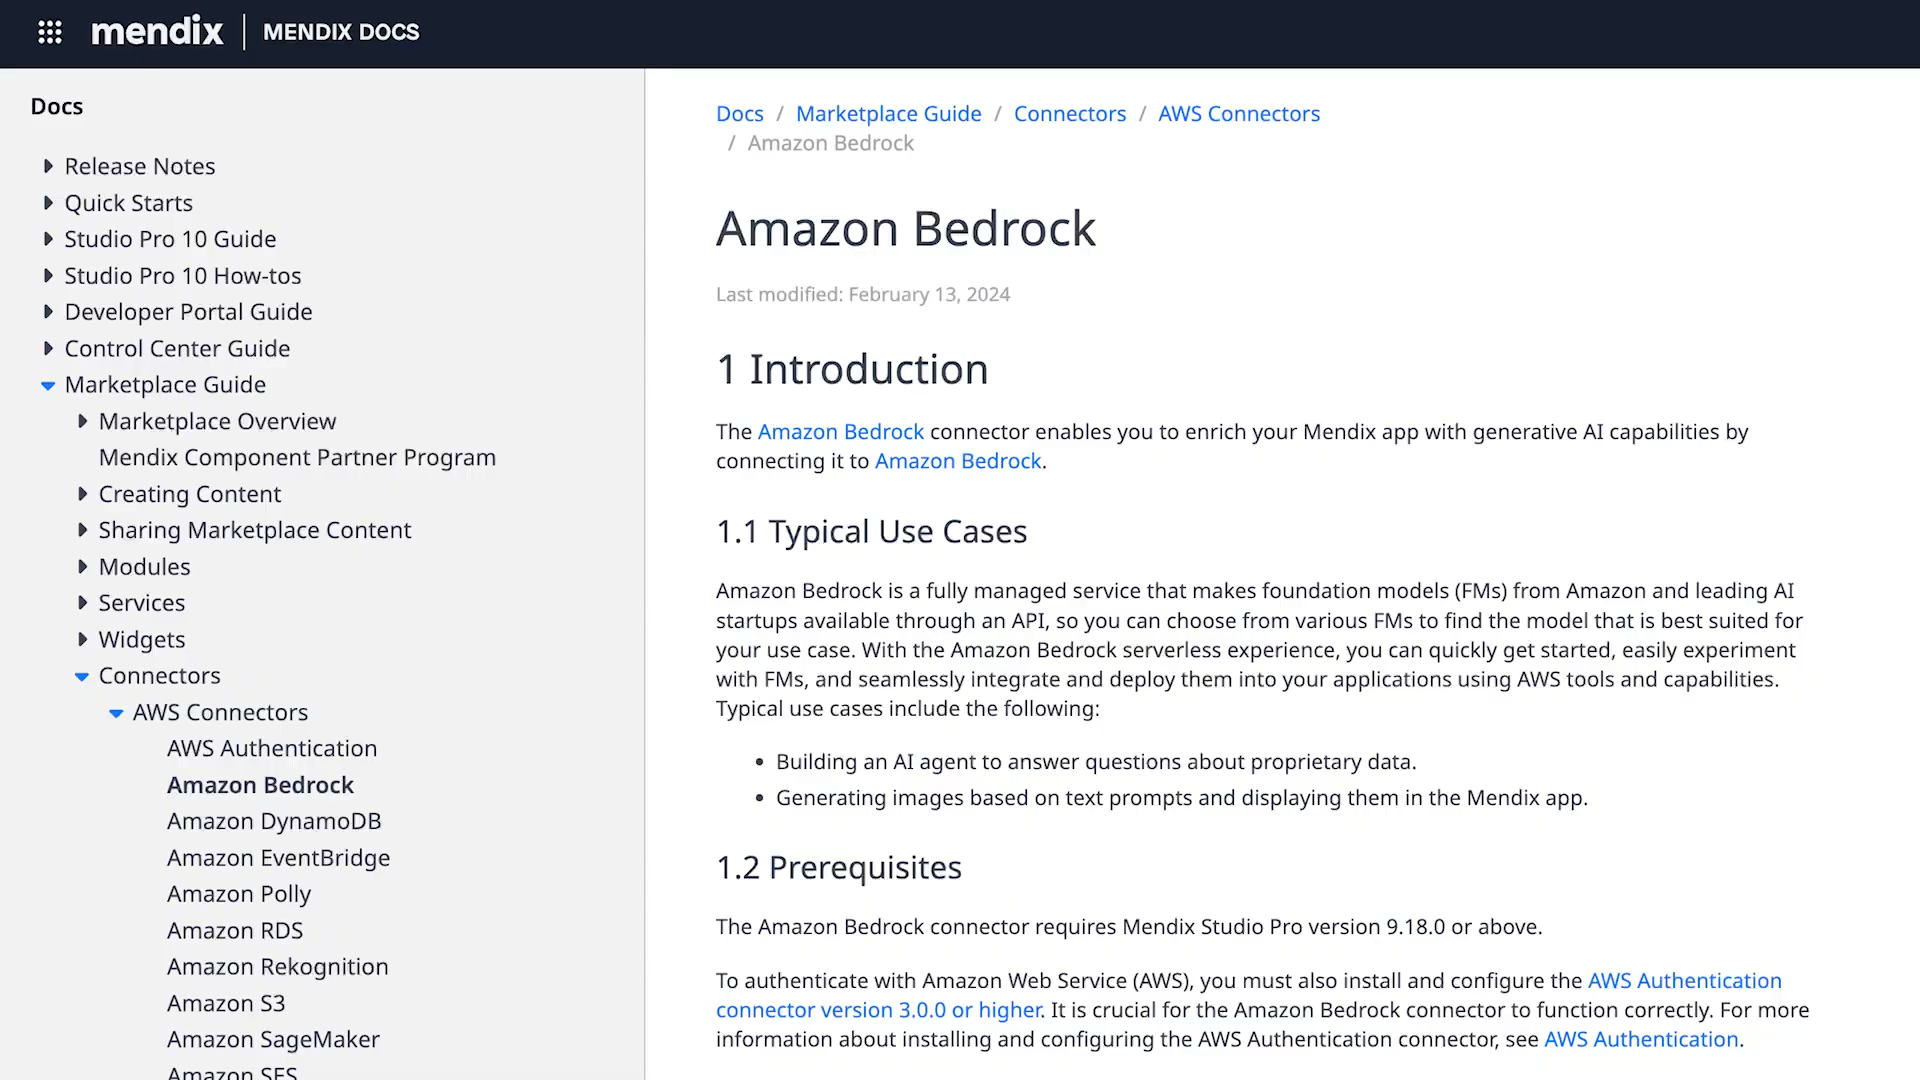 mendix
MENDIX DOCS
Docs
Release Notes
Quick Starts
Studio Pro 10 Guide
Studio Pro 10 How-tos
Developer Portal Guide
Control Center Guide
Marketplace Guide
Marketplace Overview
Mendix Component Partner Program
Creating Content
Sharing Marketplace Content
Modules
Services
Widgets
Connectors
AWS Connectors
AWS Authentication
Amazon Bedrock
Amazon DynamoDB
Amazon EventBridge
Amazon Polly
Amazon RDS
Amazon Rekognition
Amazon S3
Amazon SageMaker
Amazon SES
Docs / Marketplace Guide / Connectors / AWS Connectors
/ Amazon Bedrock
Amazon Bedrock
Last modified: February 13, 2024
1 Introduction
The Amazon Bedrock connector enables you to enrich your Mendix app with generative AI capabilities by
connecting it to Amazon Bedrock.
1.1 Typical Use Cases
Amazon Bedrock is a fully managed service that makes foundation models (FMs) from Amazon and leading AI
startups available through an API, so you can choose from various FMs to find the model that is best suited for
your use case. With the Amazon Bedrock serverless experience, you can quickly get started, easily experiment
with FMs, and seamlessly integrate and deploy them into your applications using AWS tools and capabilities.
Typical use cases include the following:
• Building an AI agent to answer questions about proprietary data.
• Generating images based on text prompts and displaying them in the Mendix app.
1.2 Prerequisites
The Amazon Bedrock connector requires Mendix Studio Pro version 9.18.0 or above.
To authenticate with Amazon Web Service (AWS), you must also install and configure the AWS Authentication
connector version 3.0.0 or higher. It is crucial for the Amazon Bedrock connector to function correctly. For more
information about installing and configuring the AWS Authentication connector, see AWS Authentication.